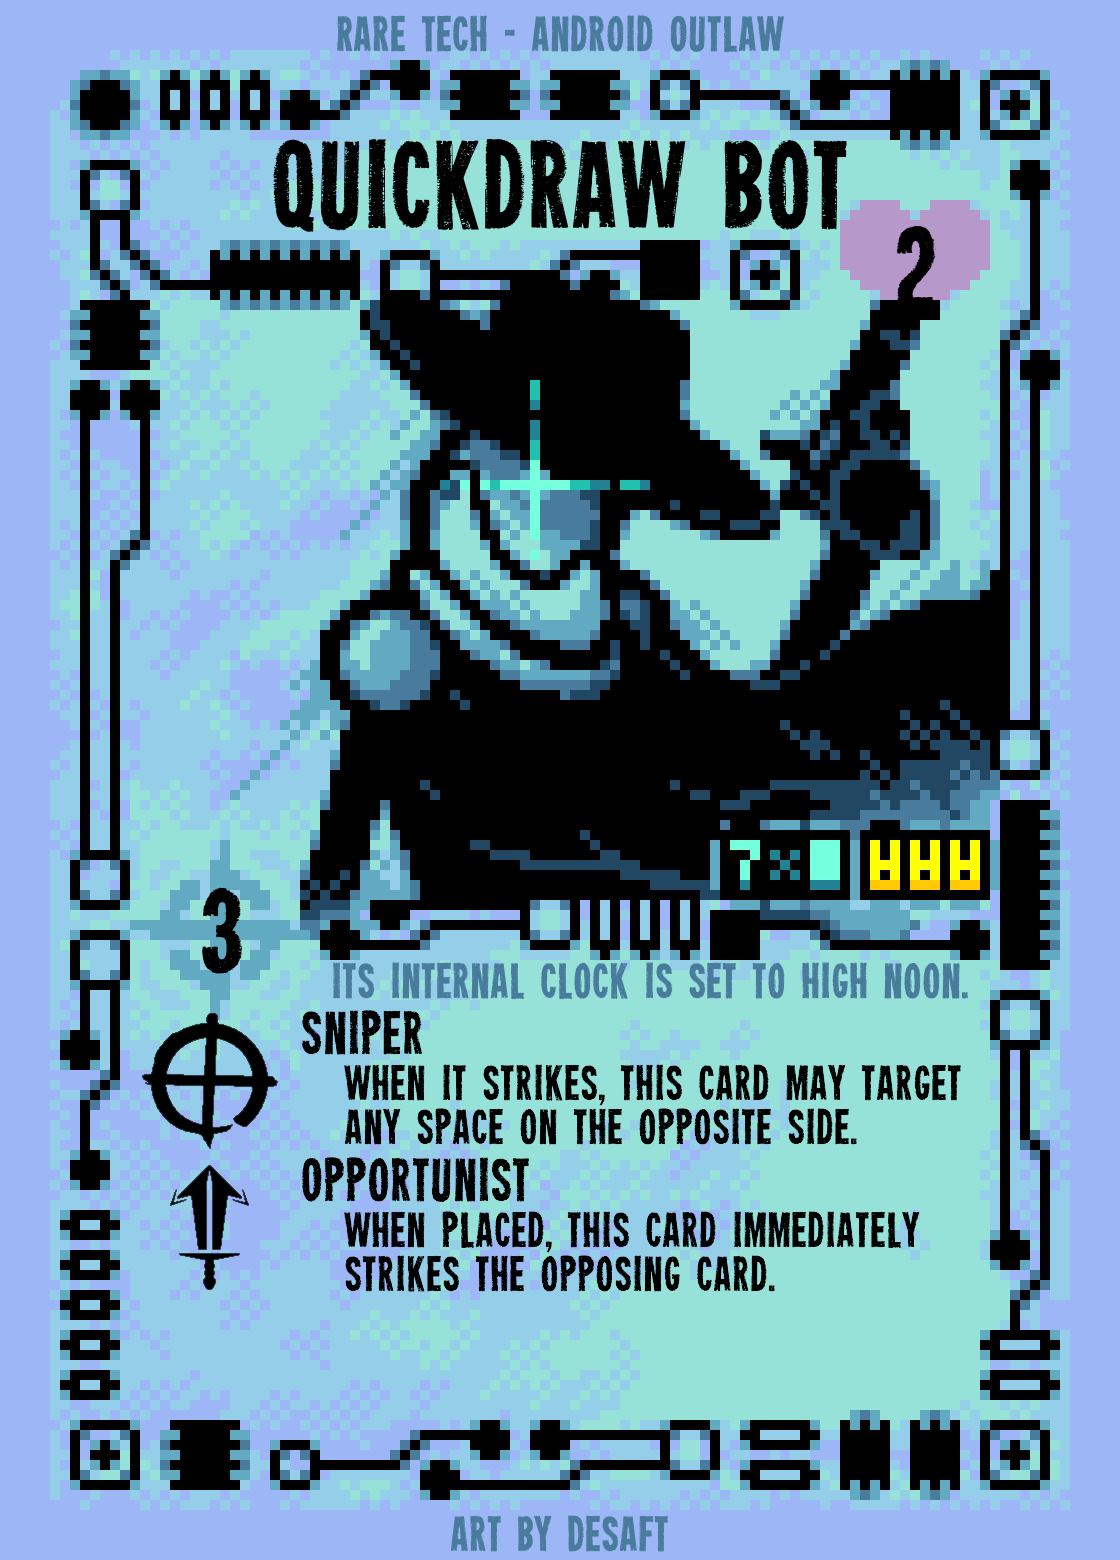 RARE TECH - ANDROID OUTLAW
QUICKDRAW BOT
2
7×
3
ITS INTERNAL CLOCK IS SET TO HIGH NOON.
SNIPER
WHEN IT STRIKES, THIS CARD MAY TARGET
ANY SPACE ON THE OPPOSITE SIDE.
OPPORTUNIST
WHEN PLACED, THIS CARD IMMEDIATELY
STRIKES THE OPPOSING CARD.
ART BY DESAFT